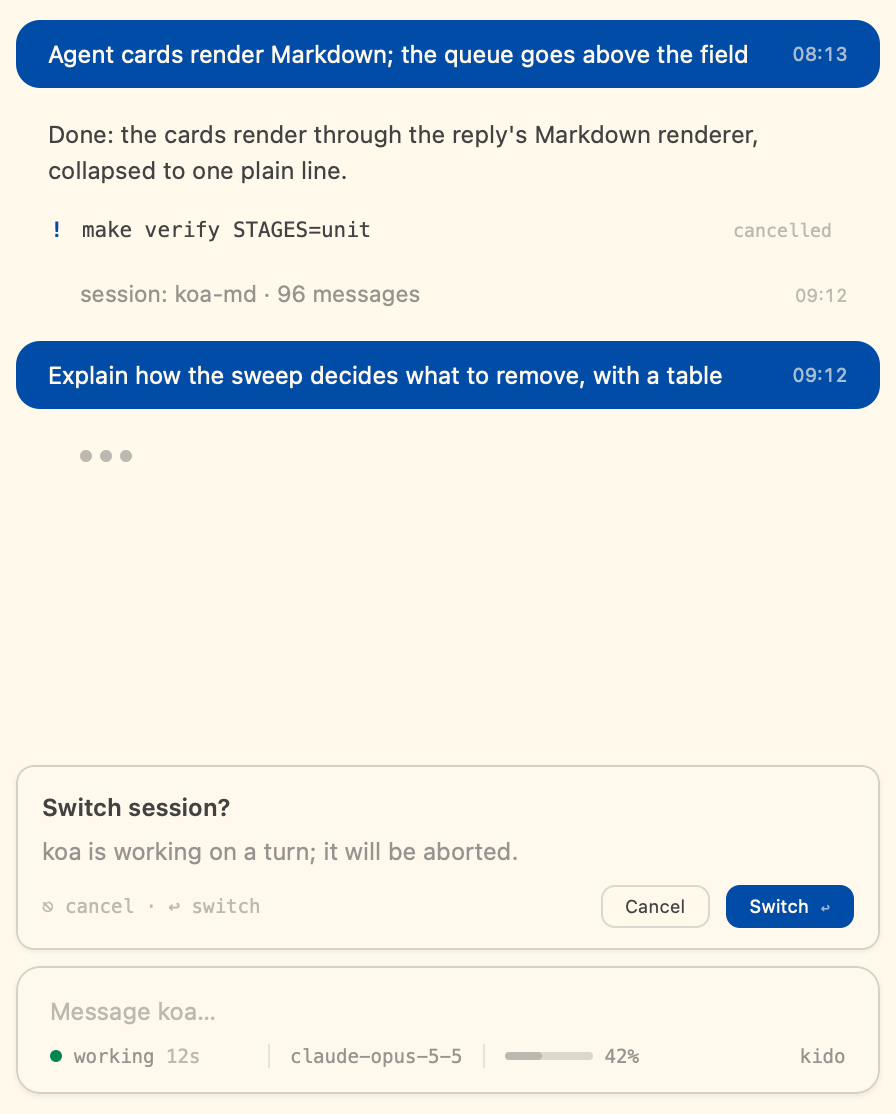 Agent cards render Markdown; the queue goes above the field 08:13
Done: the cards render through the reply's Markdown renderer,
collapsed to one plain line.
! make verify STAGES=unit cancelled
session: koa-md · 96 messages 09:12
Explain how the sweep decides what to remove, with a table 09:12
Switch session?
koa is working on a turn; it will be aborted.
⎋ cancel · ↩ switch Cancel Switch ↩
Message koa…
working 12s claude-opus-5-5 42% kido